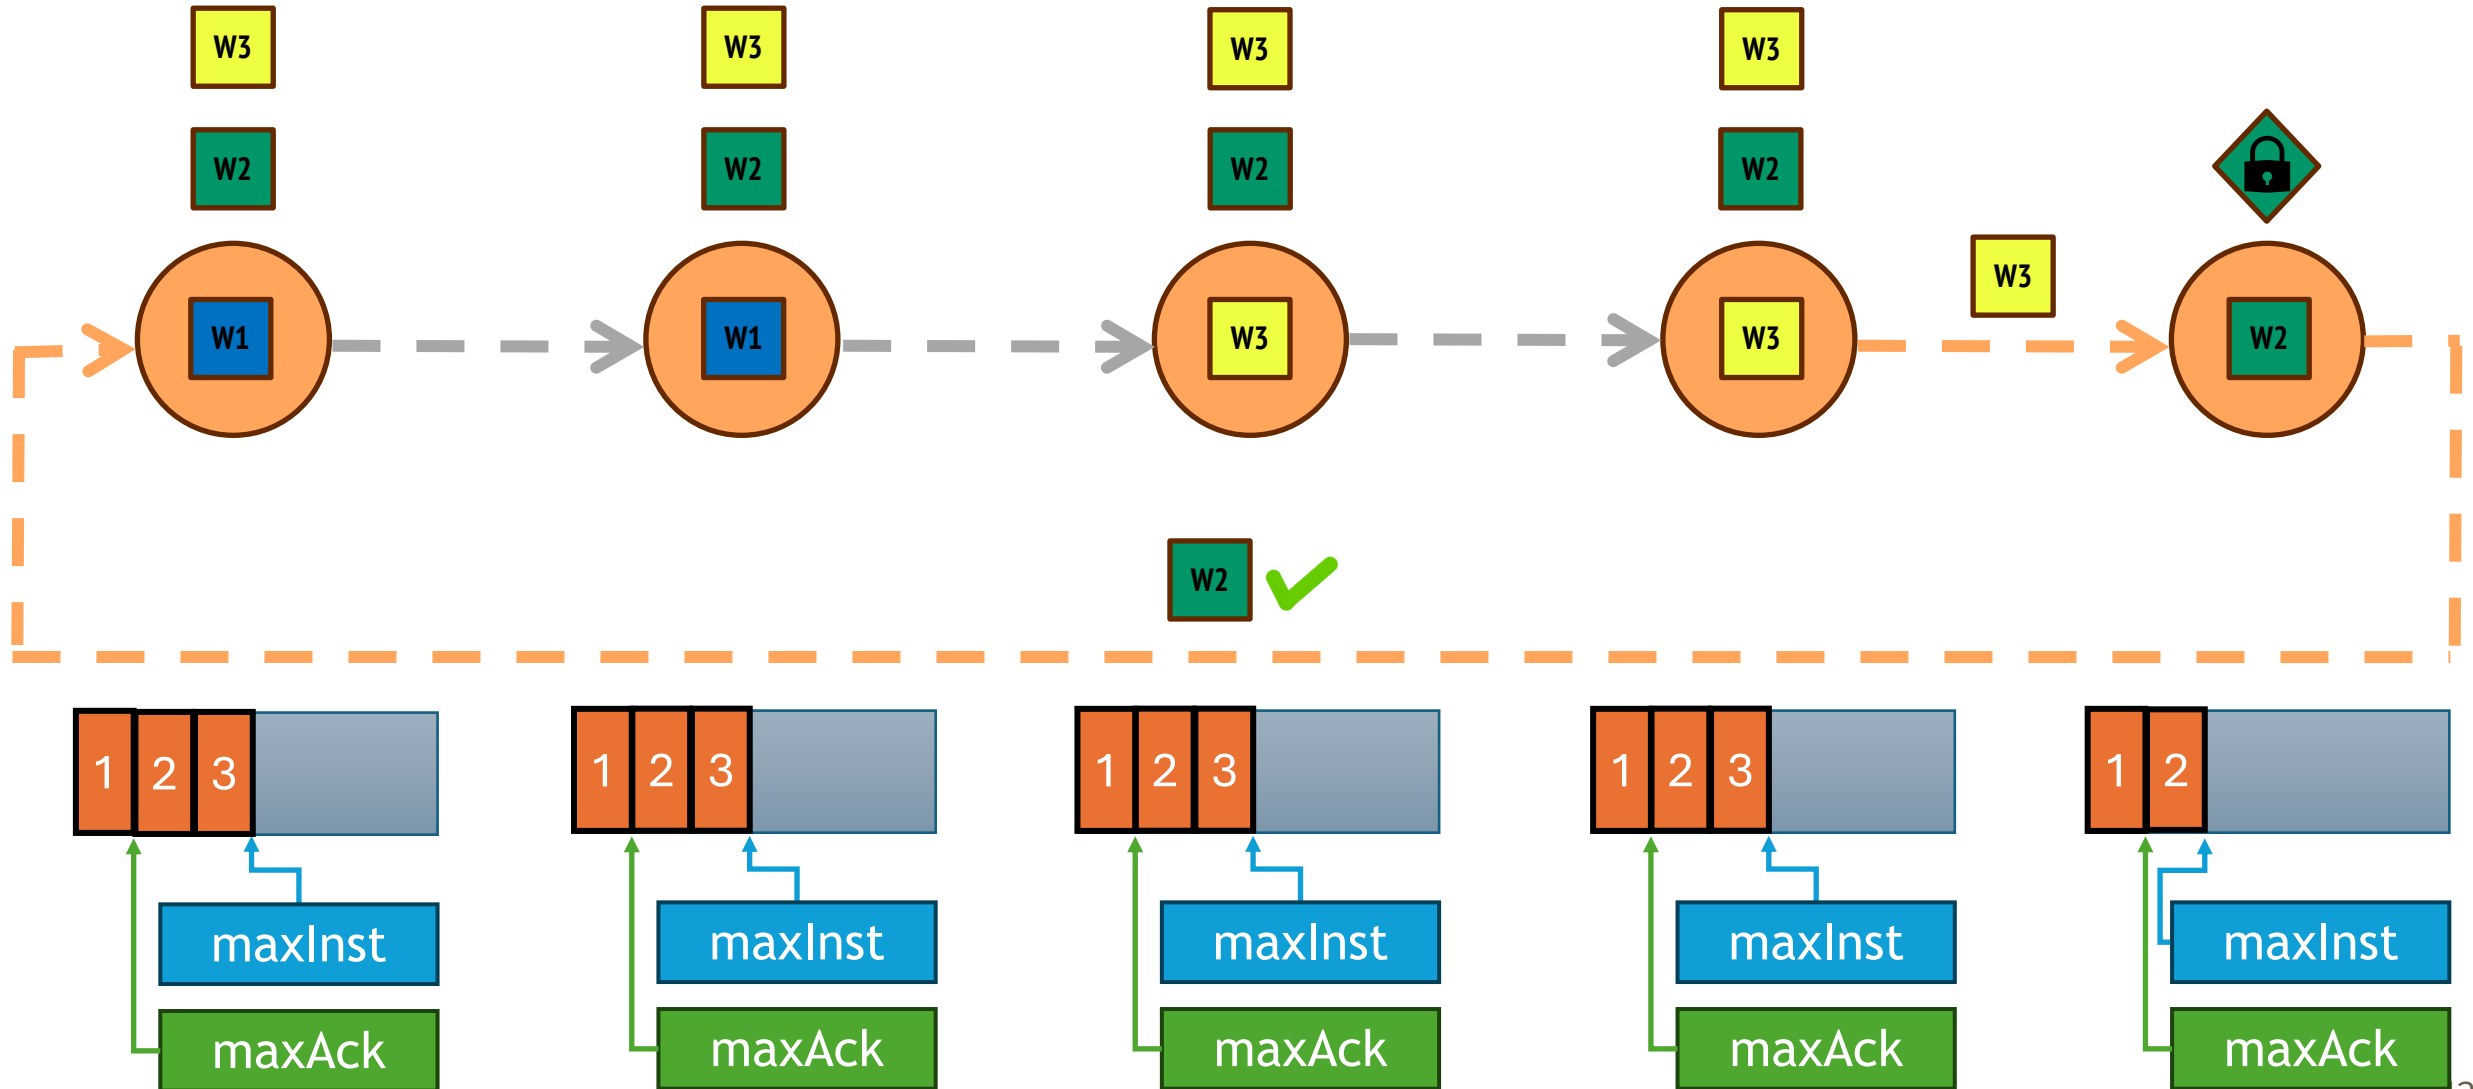 W3 W3 W3 W3
W2 W2 W2 W2
W3
W1 W1 W3 W3 W2
W2
1 2 3 1 2 3 1 2 3 1 2 3 1 2
maxInst maxInst maxInst maxInst maxInst
maxAck maxAck maxAck maxAck maxAck